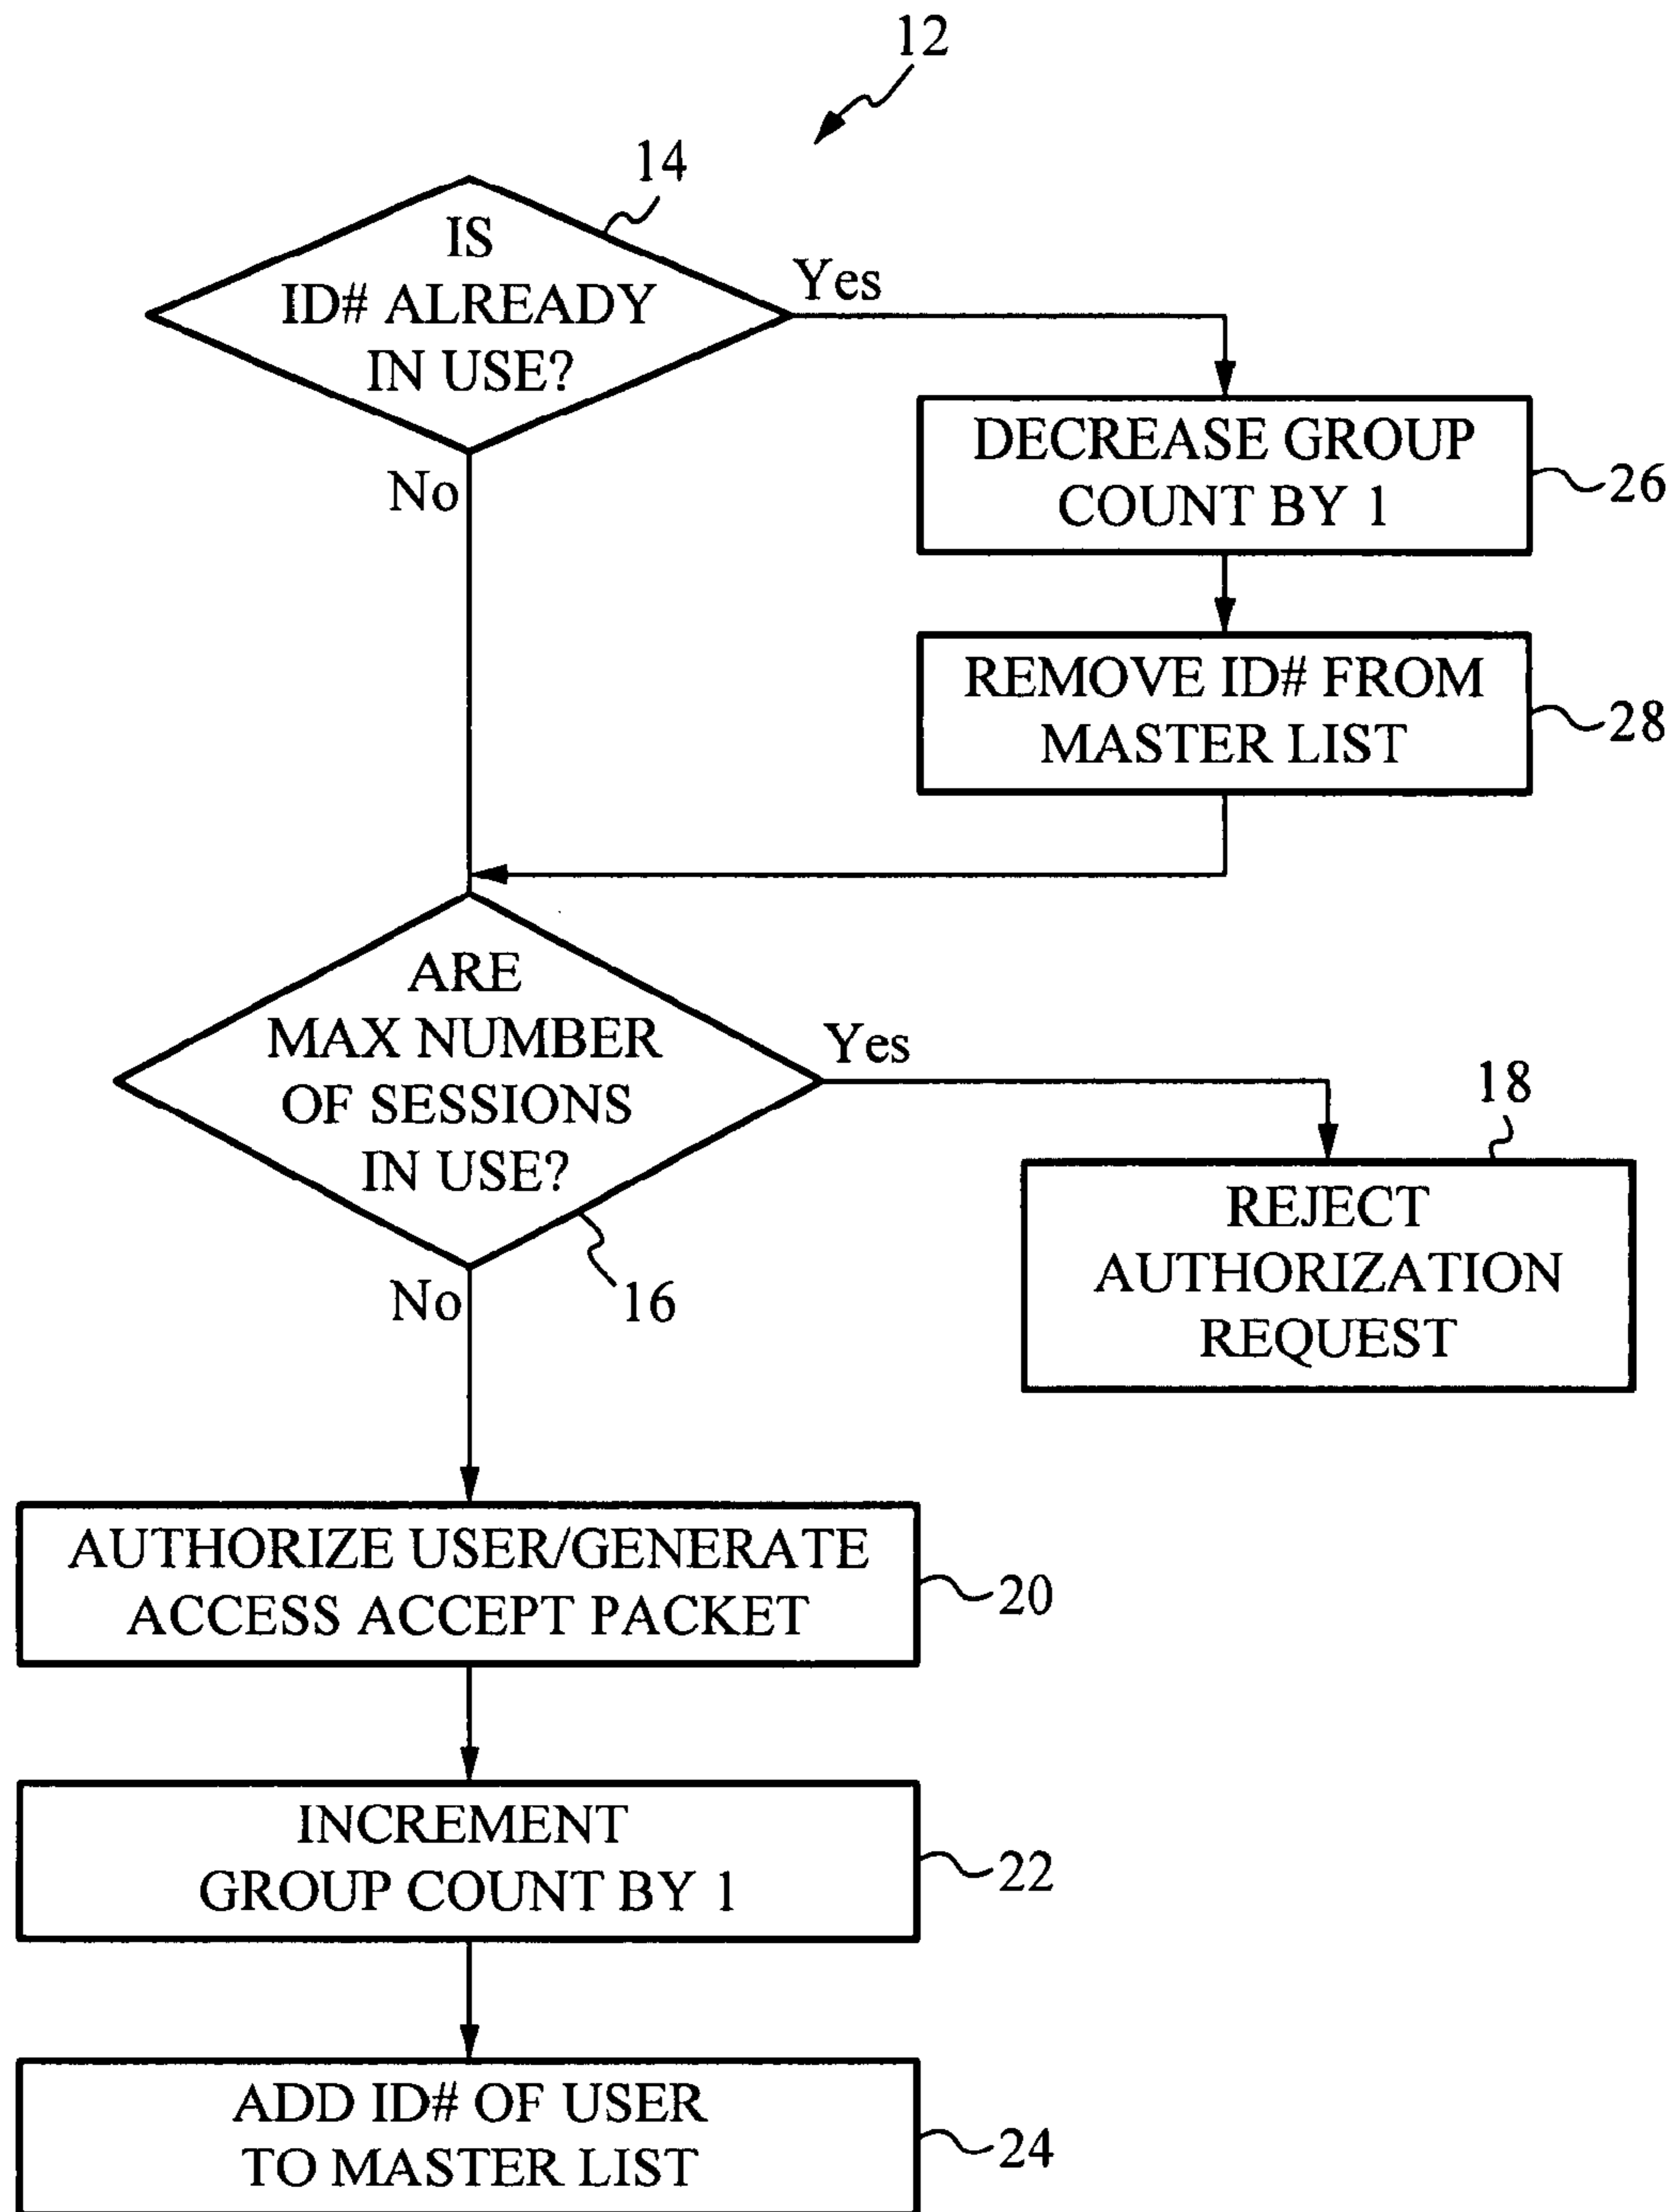 12
14
IS
ID# ALREADY
IN USE?
Yes
No
DECREASE GROUP
COUNT BY 1
26
REMOVE ID# FROM
MASTER LIST
28
ARE
MAX NUMBER
OF SESSIONS
IN USE?
Yes
16
No
18
REJECT
AUTHORIZATION
REQUEST
AUTHORIZE USER/GENERATE
ACCESS ACCEPT PACKET
20
INCREMENT
GROUP COUNT BY 1
22
ADD ID# OF USER
TO MASTER LIST
24